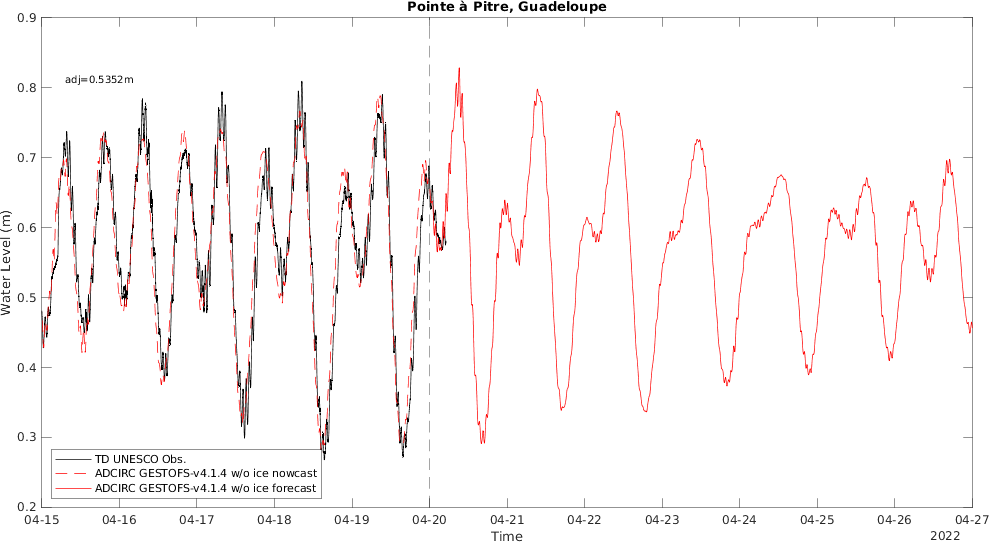 Pointe à Pitre, Guadeloupe
0.9
0.8
0.7
0.6
0.5
0.4
0.3
0.2
Water Level (m)
adj=0.5352m
TD UNESCO Obs.
ADCIRC GESTOFS-v4.1.4 w/o ice nowcast
ADCIRC GESTOFS-v4.1.4 w/o ice forecast
04-15 04-16 04-17 04-18 04-19 04-20 04-21 04-22 04-23 04-24 04-25 04-26 04-27
Time
2022